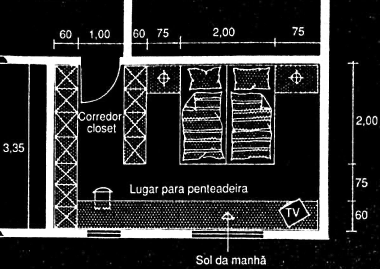 60 1,00 60 75 2,00 75
Corredor
closet
2,00
3,35
Lugar para penteadeira
75
TV
60
Sol da manhã